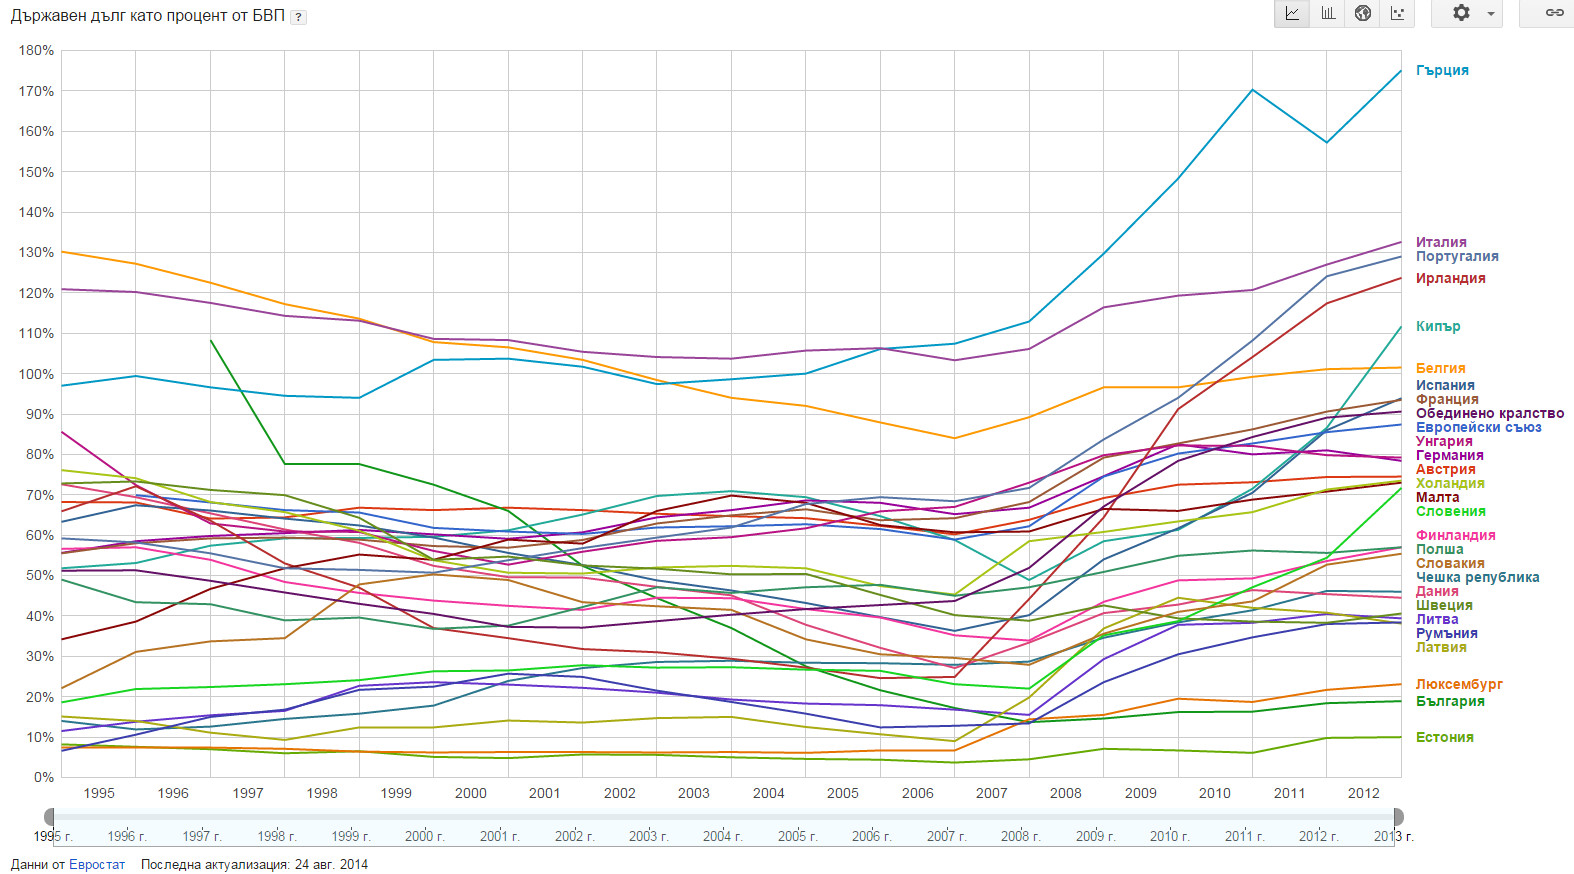 Държавен дълг като процент от БВП ?
180%
170%
160%
150%
140%
130%
120%
110%
100%
90%
80%
70%
60%
50%
40%
30%
20%
10%
0%
Гърция
Италия
Португалия
Ирландия
Кипър
Белгия
Испания
Франция
Обединено кралство
Европейски съюз
Унгария
Германия
Австрия
Холандия
Малта
Словения
Финландия
Полша
Словакия
Чешка република
Дания
Швеция
Литва
Румъния
Латвия
Люксембург
България
Естония
1995 1996 1997 1998 1999 2000 2001 2002 2003 2004 2005 2006 2007 2008 2009 2010 2011 2012
1995 г. 1996 г. 1997 г. 1998 г. 1999 г. 2000 г. 2001 г. 2002 г. 2003 г. 2004 г. 2005 г. 2006 г. 2007 г. 2008 г. 2009 г. 2010 г. 2011 г. 2012 г. 2013 г.
Данни от Евростат Последна актуализация: 24 авг. 2014